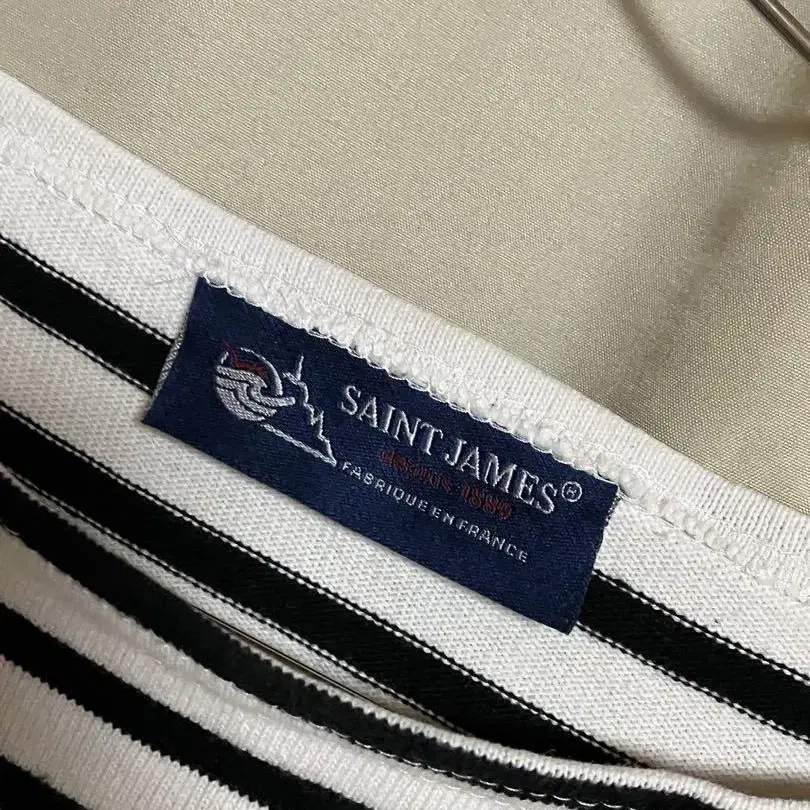 SAINT JAMES®
depuis 1889
FABRIQUE EN FRANCE